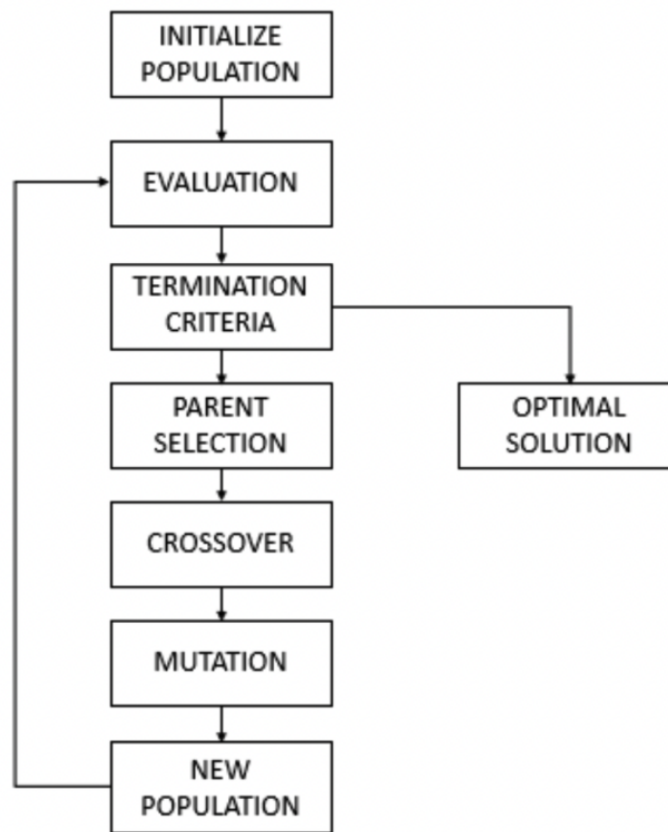 INITIALIZE
POPULATION
EVALUATION
TERMINATION
CRITERIA
PARENT
SELECTION
OPTIMAL
SOLUTION
CROSSOVER
MUTATION
NEW
POPULATION